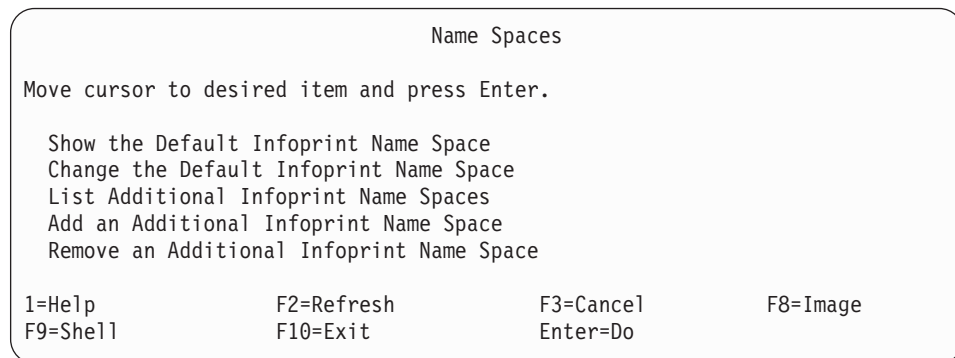 Name Spaces
Move cursor to desired item and press Enter.
Show the Default Infoprint Name Space
Change the Default Infoprint Name Space
List Additional Infoprint Name Spaces
Add an Additional Infoprint Name Space
Remove an Additional Infoprint Name Space
1=Help F2=Refresh F3=Cancel F8=Image
F9=Shell F10=Exit Enter=Do